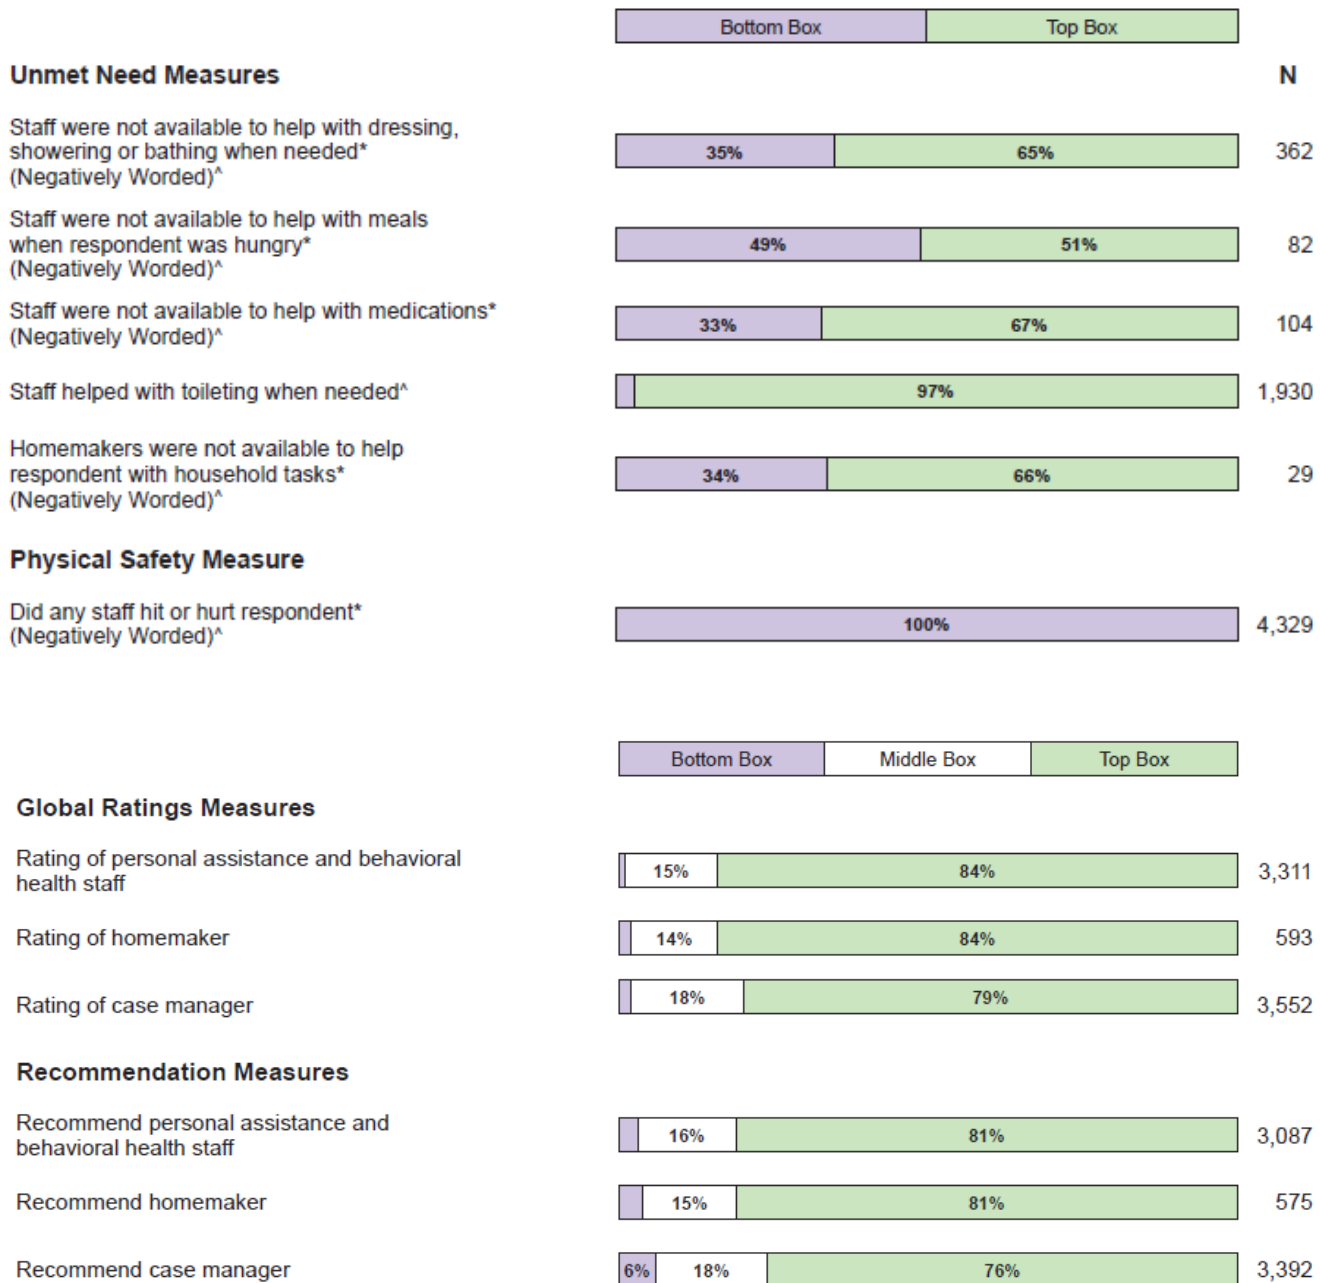 Bottom Box Top Box
Unmet Need Measures N
Staff were not available to help with dressing,
showering or bathing when needed*
(Negatively Worded)^
35% 65% 362
Staff were not available to help with meals
when respondent was hungry*
(Negatively Worded)^
49% 51% 82
Staff were not available to help with medications*
(Negatively Worded)^
33% 67% 104
Staff helped with toileting when needed^
97% 1,930
Homemakers were not available to help
respondent with household tasks*
(Negatively Worded)^
34% 66% 29
Physical Safety Measure
Did any staff hit or hurt respondent*
(Negatively Worded)^
100% 4,329
Bottom Box Middle Box Top Box
Global Ratings Measures
Rating of personal assistance and behavioral
health staff
15% 84% 3,311
Rating of homemaker
14% 84% 593
Rating of case manager
18% 79% 3,552
Recommendation Measures
Recommend personal assistance and
behavioral health staff
16% 81% 3,087
Recommend homemaker
15% 81% 575
Recommend case manager
6% 18% 76% 3,392